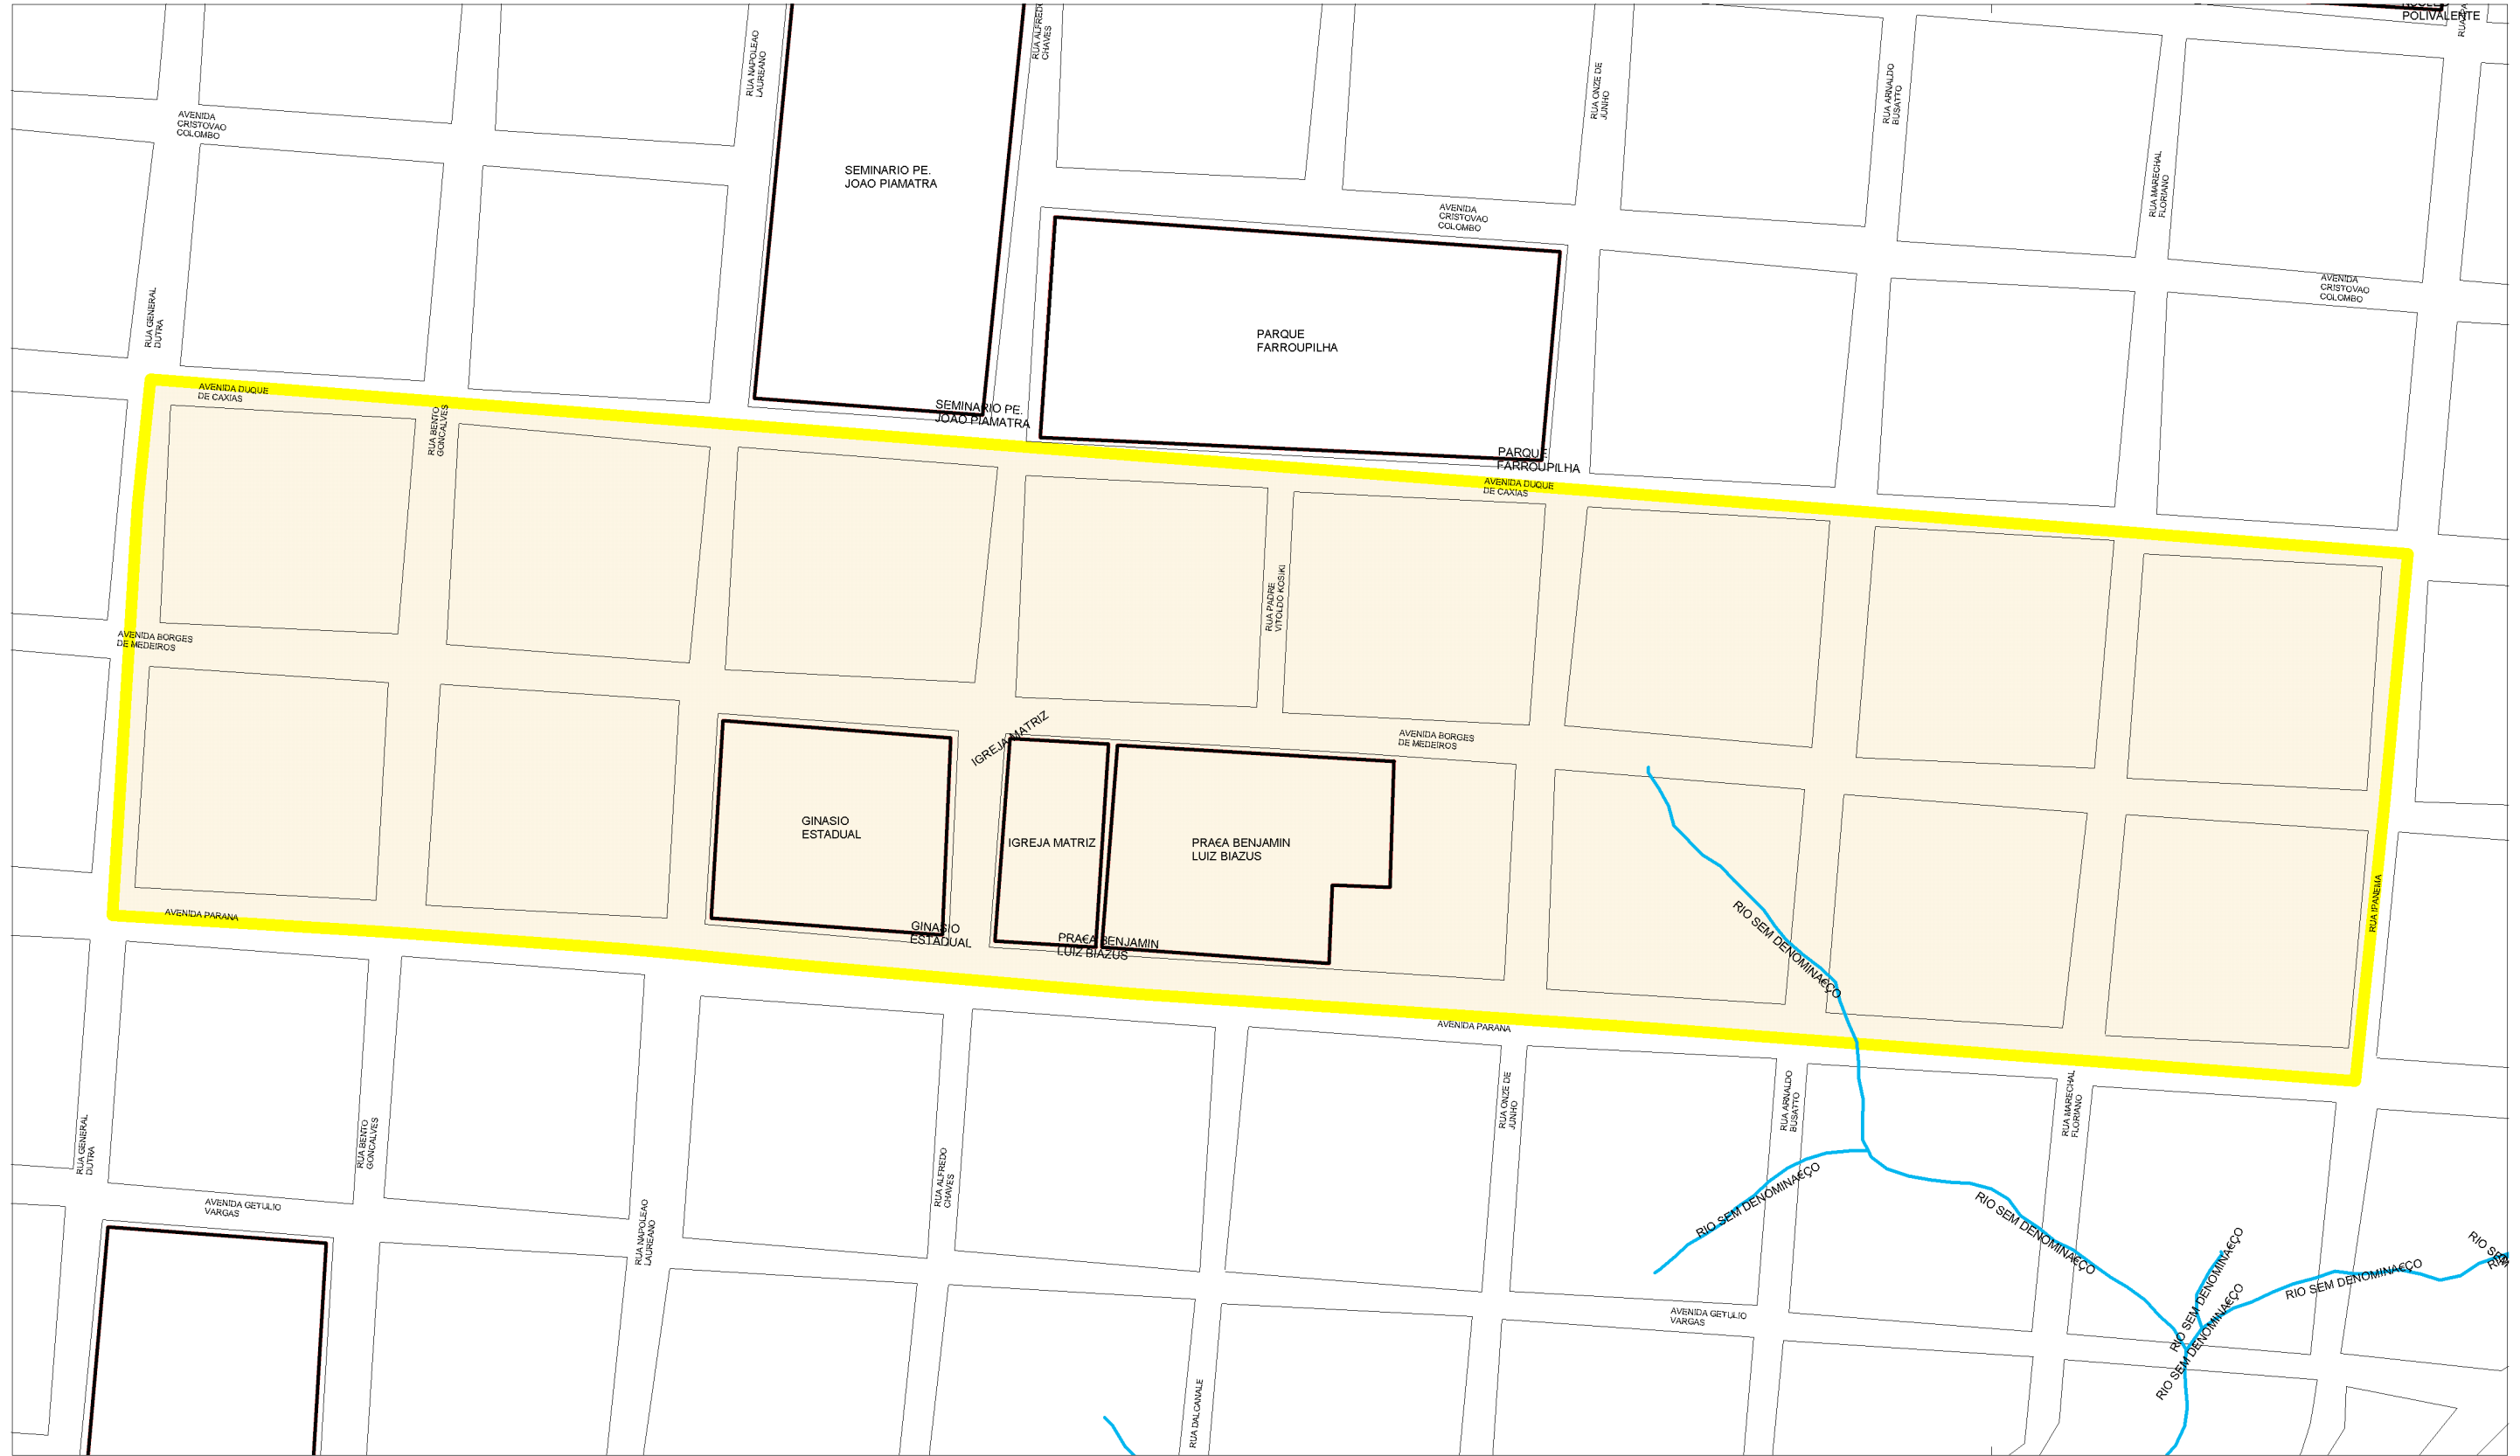 POLIVALENTE
RUA NAPOLEAO
LAUREANO
RUA ALFREDO
CHAVES
RUA ONZE DE
JUNHO
RUA ARNALDO
BUSATTO
AVENIDA
CRISTOVAO
COLOMBO
SEMINARIO PE.
JOAO PIAMATRA
RUA MARECHAL
FLORIANO
AVENIDA
CRISTOVAO
COLOMBO
AVENIDA
CRISTOVAO
COLOMBO
RUA GENERAL
DUTRA
PARQUE
FARROUPILHA
AVENIDA DUQUE
DE CAXIAS
RUA BENTO
GONCALVES
SEMINARIO PE.
JOAO PIAMATRA
PARQUE
FARROUPILHA
AVENIDA DUQUE
DE CAXIAS
RUA PADRE
VITOLDO KOSIKI
AVENIDA BORGES
DE MEDEIROS
IGREJA MATRIZ
AVENIDA BORGES
DE MEDEIROS
GINASIO
ESTADUAL
IGREJA MATRIZ
PRA€A BENJAMIN
LUIZ BIAZUS
RUA IPANEMA
AVENIDA PARANA
GINASIO
ESTADUAL
PRA€A BENJAMIN
LUIZ BIAZUS
RIO SEM DENOMINA€ÇO
AVENIDA PARANA
RUA GENERAL
DUTRA
RUA BENTO
GONCALVES
RUA ALFREDO
CHAVES
RUA ONZE DE
JUNHO
RUA ARNALDO
BUSATTO
RUA MARECHAL
FLORIANO
RIO SEM DENOMINA€ÇO
RIO SEM DENOMINA€ÇO
AVENIDA GETULIO
VARGAS
RUA NAPOLEAO
LAUREANO
RIO SEM DENOMINA€ÇO
RIO SEM DENOMINA€ÇO
RIO SEM DENOMINA€ÇO
AVENIDA GETULIO
VARGAS
RUA DALCANALE